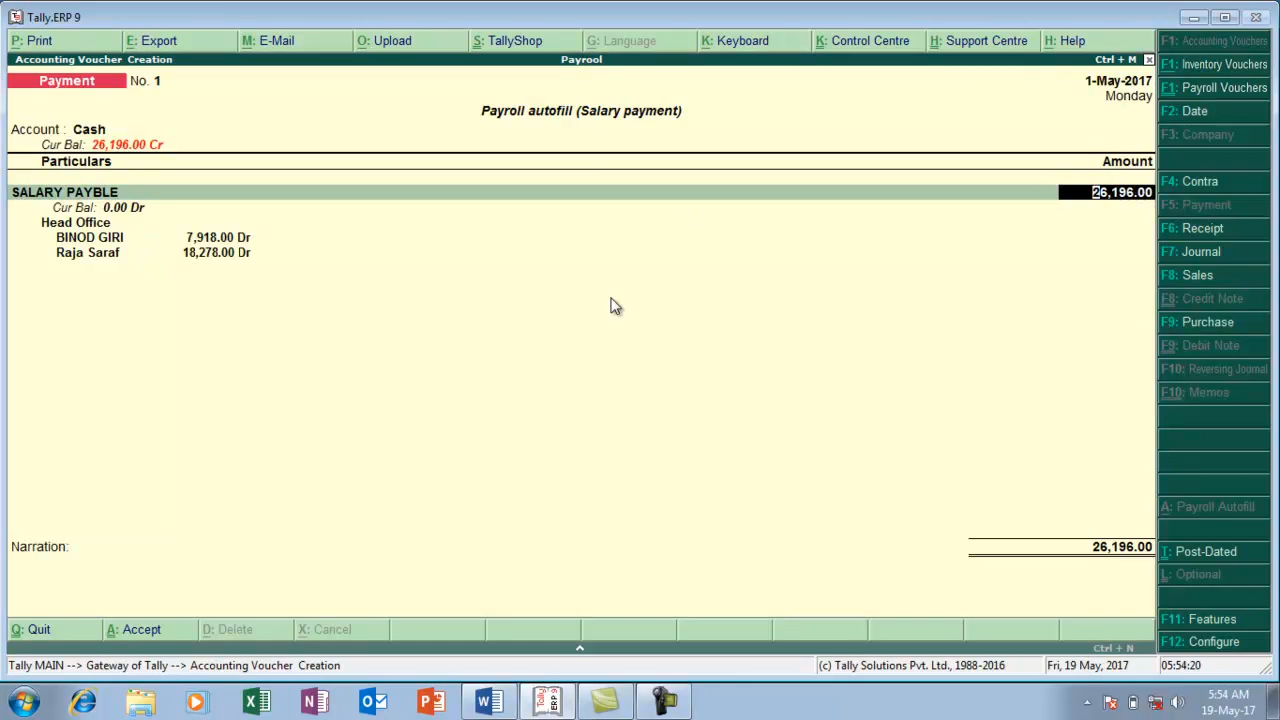 Tally.ERP 9
P: Print E: Export M: E-Mail O: Upload S: TallyShop G: Language K: Keyboard K: Control Centre H: Support Centre H: Help
Accounting Voucher Creation Payrool Ctrl + M
Payment No. 1 1-May-2017
Monday
Payroll autofill (Salary payment)
Account : Cash
Cur Bal: 26,196.00 Cr
Particulars Amount
SALARY PAYBLE 26,196.00
Cur Bal: 0.00 Dr
Head Office
BINOD GIRI 7,918.00 Dr
Raja Saraf 18,278.00 Dr
Narration: 26,196.00
Q: Quit A: Accept D: Delete X: Cancel
Ctrl + N
Tally MAIN --> Gateway of Tally --> Accounting Voucher Creation (c) Tally Solutions Pvt. Ltd., 1988-2016 Fri, 19 May, 2017 05:54:20
F1: Accounting Vouchers
F1: Inventory Vouchers
F1: Payroll Vouchers
F2: Date
F3: Company
F4: Contra
F5: Payment
F6: Receipt
F7: Journal
F8: Sales
F8: Credit Note
F9: Purchase
F9: Debit Note
F10: Reversing Journal
F10: Memos
A: Payroll Autofill
T: Post-Dated
L: Optional
F11: Features
F12: Configure
5:54 AM
19-May-17